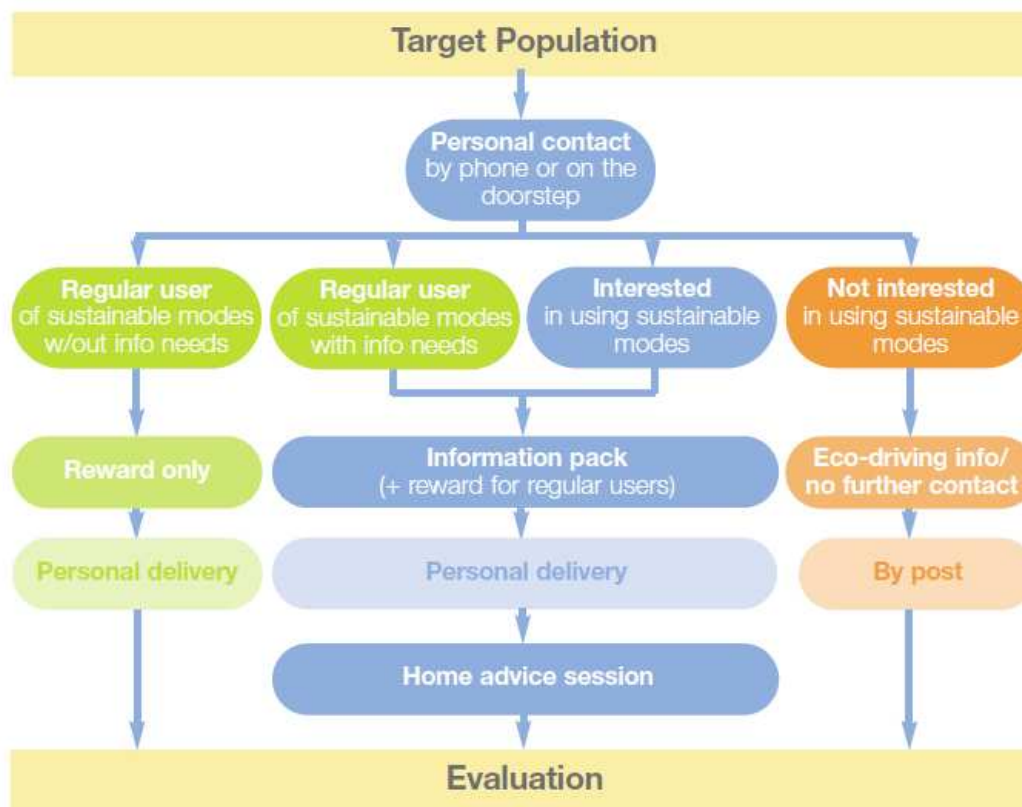 Target Population
Personal contact
by phone or on the
doorstep
Regular user
of sustainable modes
w/out info needs
Regular user
of sustainable modes
with info needs
Interested
in using sustainable
modes
Not interested
in using sustainable
modes
Reward only
Information pack
(+ reward for regular users)
Eco-driving info/
no further contact
Personal delivery
Personal delivery
By post
Home advice session
Evaluation